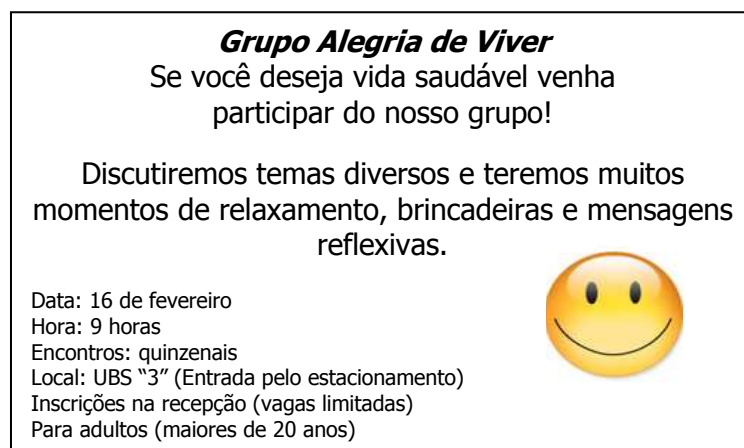 Grupo Alegria de Viver
Se você deseja vida saudável venha
participar do nosso grupo!
Discutiremos temas diversos e teremos muitos
momentos de relaxamento, brincadeiras e mensagens
reflexivas.
Data: 16 de fevereiro
Hora: 9 horas
Encontros: quinzenais
Local: UBS “3” (Entrada pelo estacionamento)
Inscrições na recepção (vagas limitadas)
Para adultos (maiores de 20 anos)